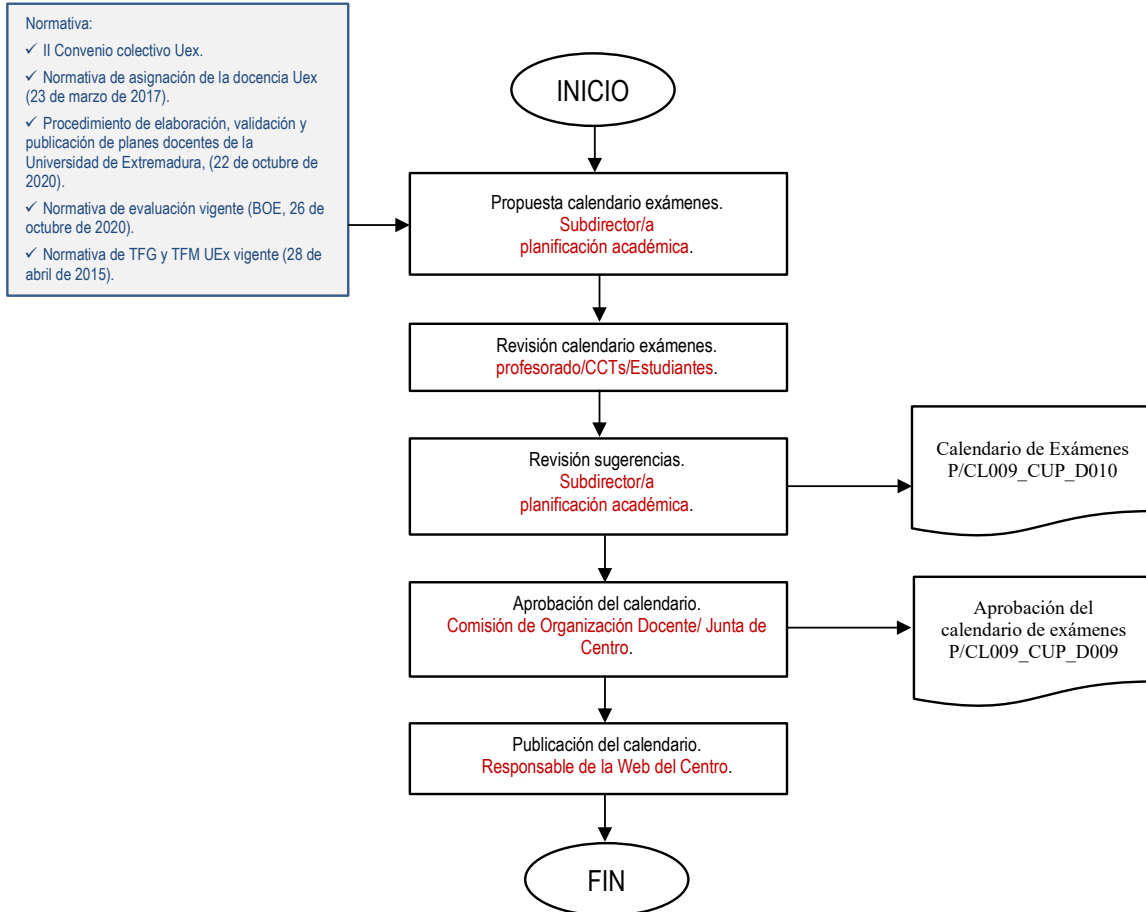 Normativa:
✓ II Convenio colectivo Uex.
✓ Normativa de asignación de la docencia Uex
(23 de marzo de 2017).
✓ Procedimiento de elaboración, validación y
publicación de planes docentes de la
Universidad de Extremadura, (22 de octubre de
2020).
✓ Normativa de evaluación vigente (BOE, 26 de
octubre de 2020).
✓ Normativa de TFG y TFM UEx vigente (28 de
abril de 2015).
INICIO
Propuesta calendario exámenes.
Subdirector/a
planificación académica.
Revisión calendario exámenes.
profesorado/CCTs/Estudiantes.
Revisión sugerencias.
Subdirector/a
planificación académica.
Calendario de Exámenes
P/CL009_CUP_D010
Aprobación del calendario.
Comisión de Organización Docente/ Junta de
Centro.
Aprobación del
calendario de exámenes
P/CL009_CUP_D009
Publicación del calendario.
Responsable de la Web del Centro.
FIN